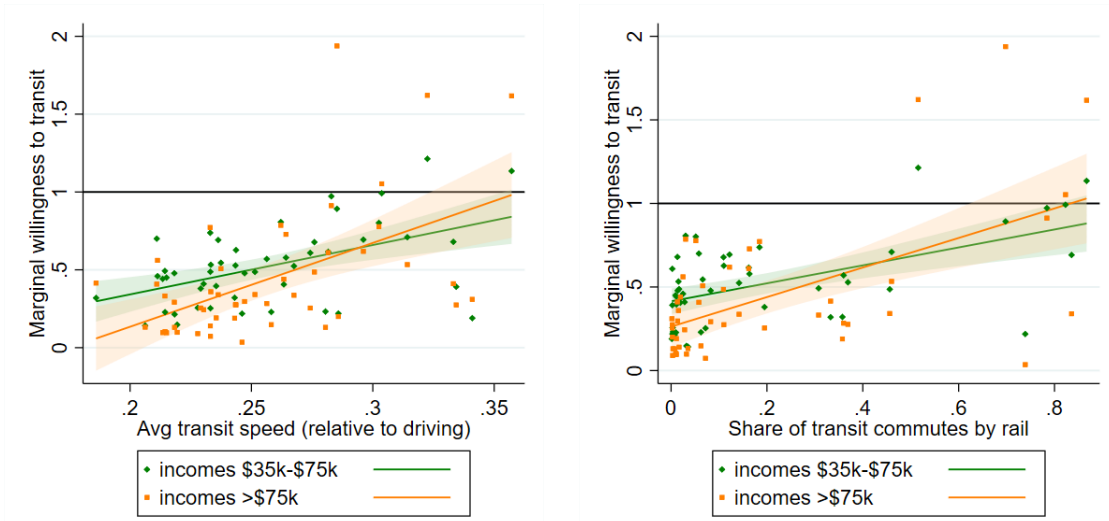 Marginal willingness to transit
2
1.5
1
.5
0
.2 .25 .3 .35
Avg transit speed (relative to driving)
incomes $35k-$75k
incomes >$75k
Marginal willingness to transit
2
1.5
1
.5
0
0 .2 .4 .6 .8
Share of transit commutes by rail
incomes $35k-$75k
incomes >$75k